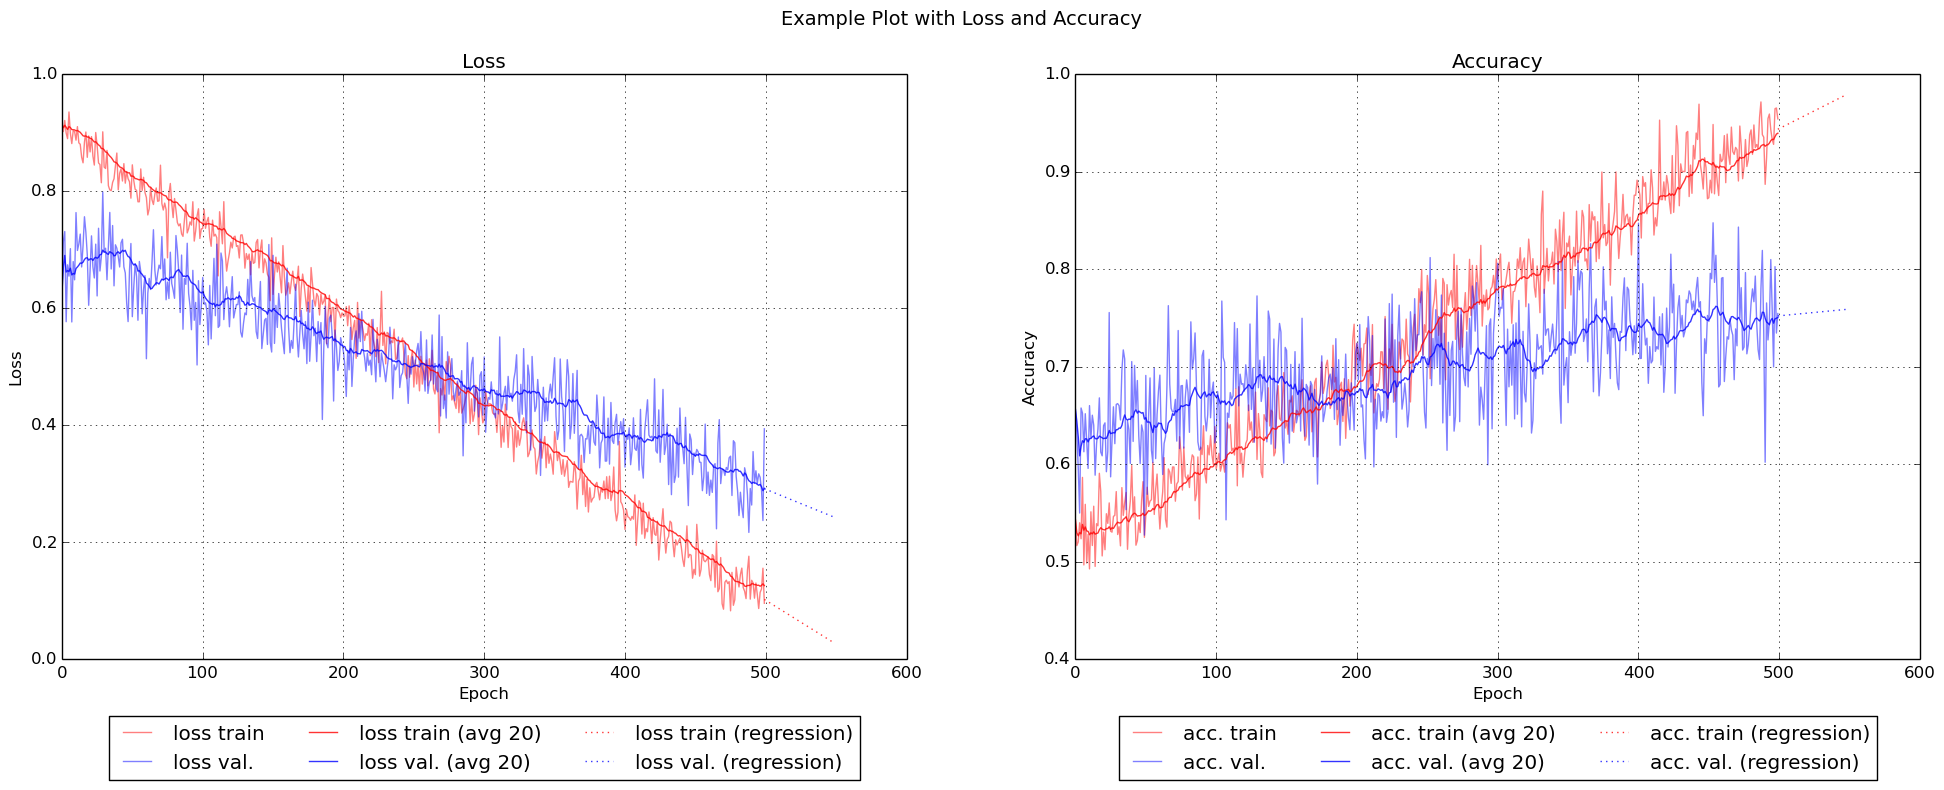 Example Plot with Loss and Accuracy
Loss
1.0
0.8
0.6
0.4
0.2
0.0
Loss
0 100 200 300 400 500 600
Epoch
loss train loss train (avg 20) loss train (regression)
loss val. loss val. (avg 20) loss val. (regression)
Accuracy
1.0
0.9
0.8
0.7
0.6
0.5
0.4
Accuracy
0 100 200 300 400 500 600
Epoch
acc. train acc. train (avg 20) acc. train (regression)
acc. val. acc. val. (avg 20) acc. val. (regression)